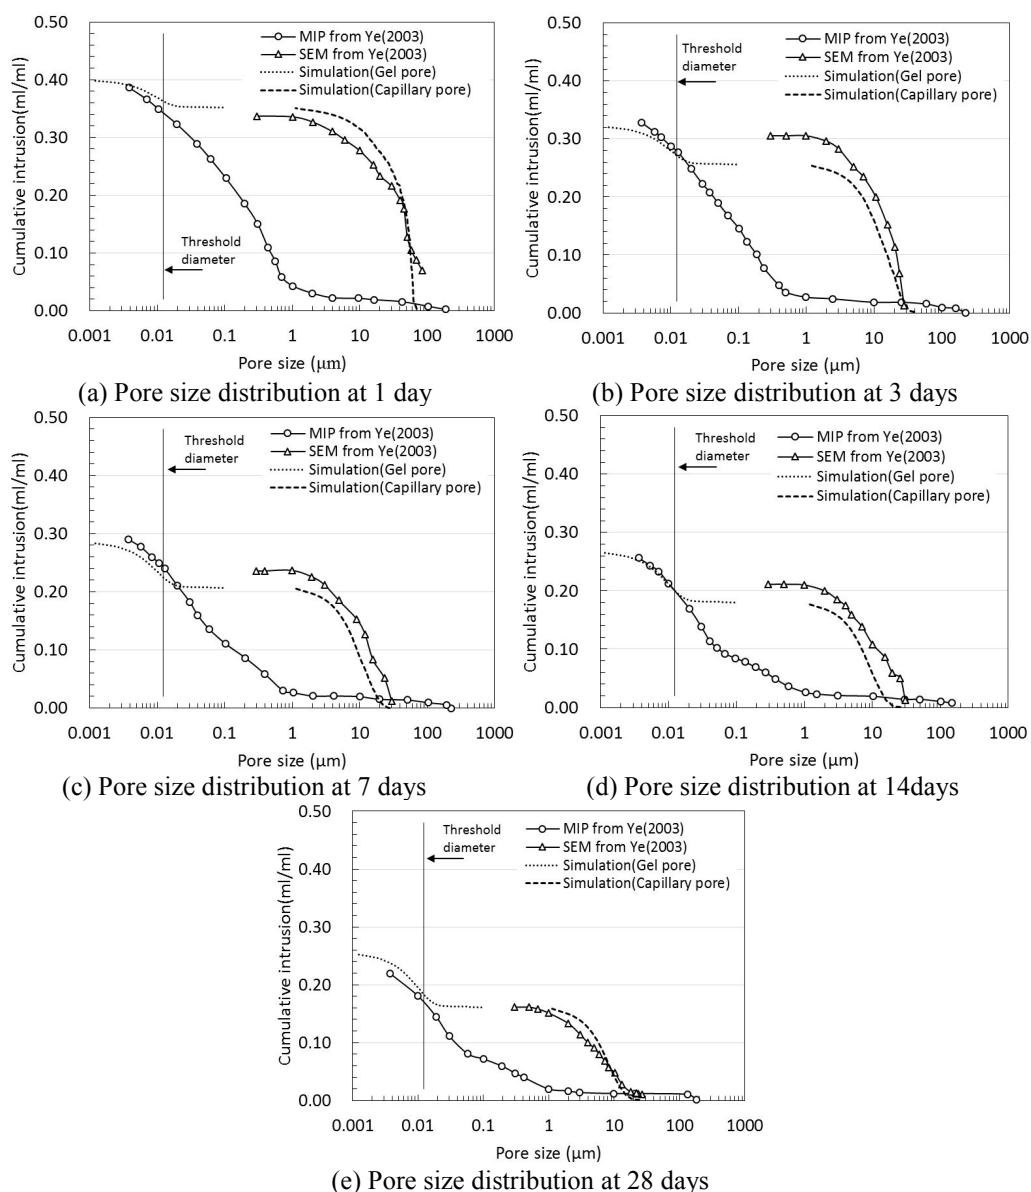 0.50
0.40
0.30
0.20
0.10
0.00
Cumulative intrusion(ml/ml)
MIP from Ye(2003)
SEM from Ye(2003)
Simulation(Gel pore)
Simulation(Capillary pore)
Threshold
diameter
0.001 0.01 0.1 1 10 100 1000
Pore size (μm)
(a) Pore size distribution at 1 day
0.50
0.40
0.30
0.20
0.10
0.00
Cumulative intrusion(ml/ml)
Threshold
diameter
MIP from Ye(2003)
SEM from Ye(2003)
Simulation(Gel pore)
Simulation(Capillary pore)
0.001 0.01 0.1 1 10 100 1000
Pore size (μm)
(b) Pore size distribution at 3 days
0.50
0.40
0.30
0.20
0.10
0.00
Cumulative intrusion(ml/ml)
Threshold
diameter
MIP from Ye(2003)
SEM from Ye(2003)
Simulation(Gel pore)
Simulation(Capillary pore)
0.001 0.01 0.1 1 10 100 1000
Pore size (μm)
(c) Pore size distribution at 7 days
0.50
0.40
0.30
0.20
0.10
0.00
Cumulative intrusion(ml/ml)
Threshold
diameter
MIP from Ye(2003)
SEM from Ye(2003)
Simulation(Gel pore)
Simulation(Capillary pore)
0.001 0.01 0.1 1 10 100 1000
Pore size (μm)
(d) Pore size distribution at 14days
0.50
0.40
0.30
0.20
0.10
0.00
Cumulative intrusion(ml/ml)
Threshold
diameter
MIP from Ye(2003)
SEM from Ye(2003)
Simulation(Gel pore)
Simulation(Capillary pore)
0.001 0.01 0.1 1 10 100 1000
Pore size (μm)
(e) Pore size distribution at 28 days